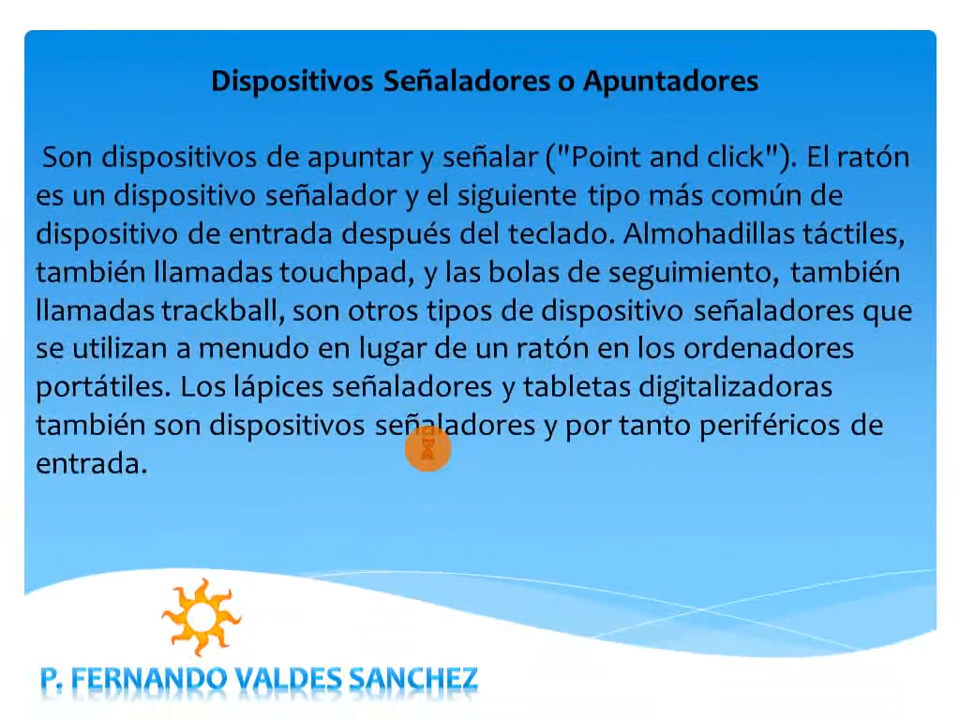 Dispositivos Señaladores o Apuntadores
Son dispositivos de apuntar y señalar ("Point and click"). El ratón
es un dispositivo señalador y el siguiente tipo más común de
dispositivo de entrada después del teclado. Almohadillas táctiles,
también llamadas touchpad, y las bolas de seguimiento, también
llamadas trackball, son otros tipos de dispositivo señaladores que
se utilizan a menudo en lugar de un ratón en los ordenadores
portátiles. Los lápices señaladores y tabletas digitalizadoras
también son dispositivos señaladores y por tanto periféricos de
entrada.
P. FERNANDO VALDES SANCHEZ